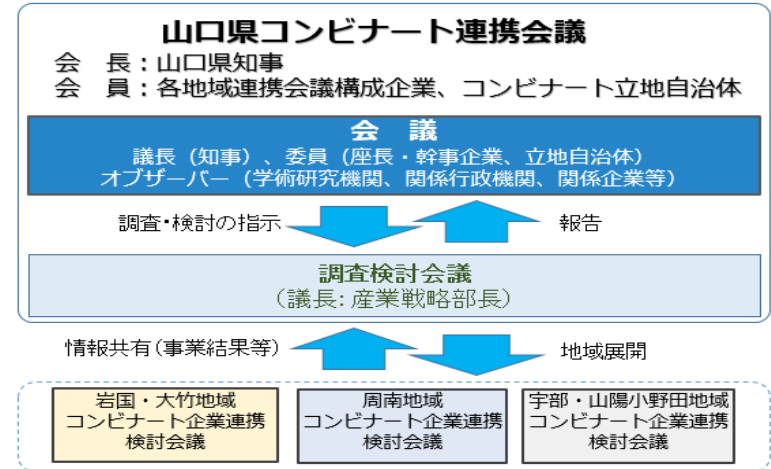 山口県コンビナート連携会議
会　長：山口県知事
会　員：各地域連携会議構成企業、コンビナート立地自治体
会　議
議長（知事）、委員（座長・幹事企業、立地自治体）
オブザーバー（学術研究機関、関係行政機関、関係企業等）
調査・検討の指示
報告
調査検討会議
（議長：産業戦略部長）
情報共有（事業結果等）
地域展開
岩国・大竹地域
コンビナート企業連携
検討会議
周南地域
コンビナート企業連携
検討会議
宇部・山陽小野田地域
コンビナート企業連携
検討会議